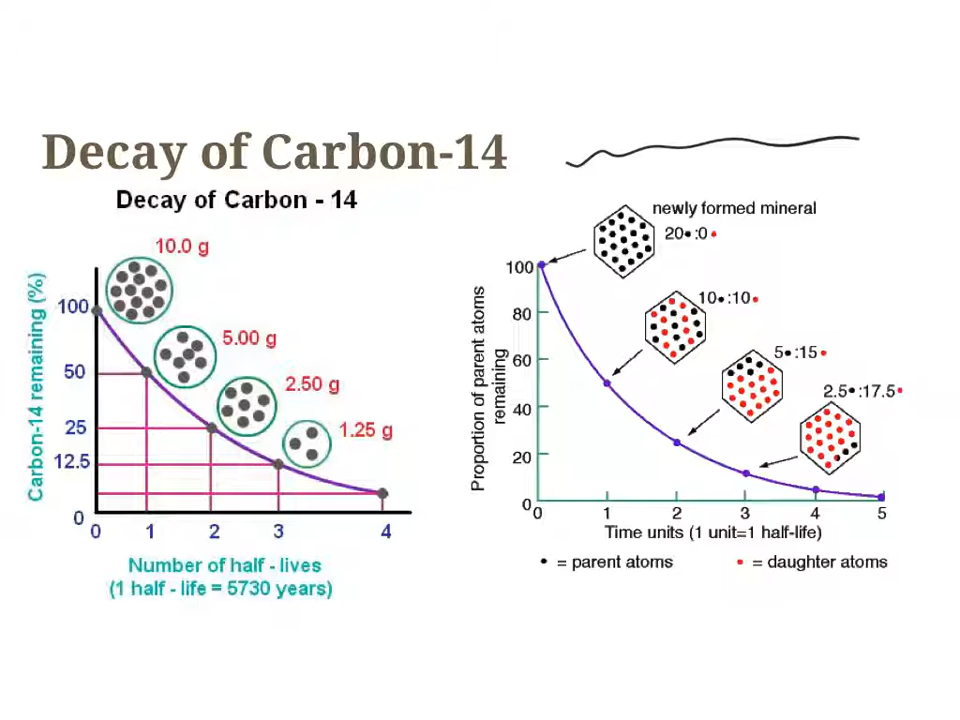 Decay of Carbon-14
Decay of Carbon - 14
10.0 g
5.00 g
2.50 g
1.25 g
Carbon-14 remaining (%)
100
50
25
12.5
0
0 1 2 3 4
Number of half - lives
(1 half - life = 5730 years)
newly formed mineral
20•:0•
10•:10•
5•:15•
2.5•:17.5•
Proportion of parent atoms
remaining
100
80
60
40
20
0
0 1 2 3 4 5
Time units (1 unit=1 half-life)
• = parent atoms
• = daughter atoms